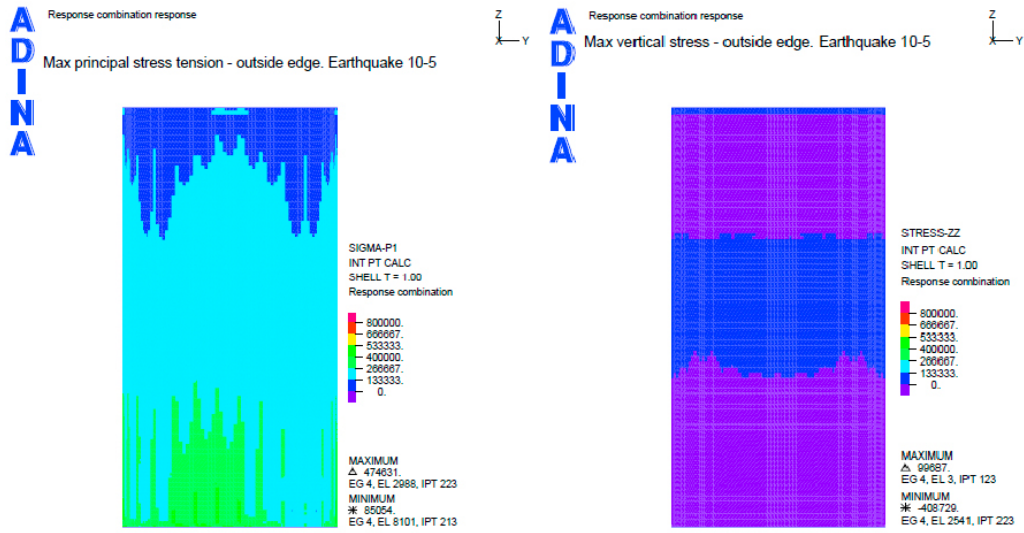 ADINA
Response combination response
Max principal stress tension - outside edge. Earthquake 10-5
Z
X Y
SIGMA-P1
INT PT CALC
SHELL T = 1.00
Response combination
800000.
666667.
533333.
400000.
266667.
133333.
0.
MAXIMUM
△ 474631.
EG 4, EL 2988, IPT 223
MINIMUM
✳ 85054.
EG 4, EL 8101, IPT 213
ADINA
Response combination response
Max vertical stress - outside edge. Earthquake 10-5
Z
X Y
STRESS-ZZ
INT PT CALC
SHELL T = 1.00
Response combination
800000.
666667.
533333.
400000.
266667.
133333.
0.
MAXIMUM
△ 99687.
EG 4, EL 3, IPT 123
MINIMUM
✳ -408729.
EG 4, EL 2541, IPT 223